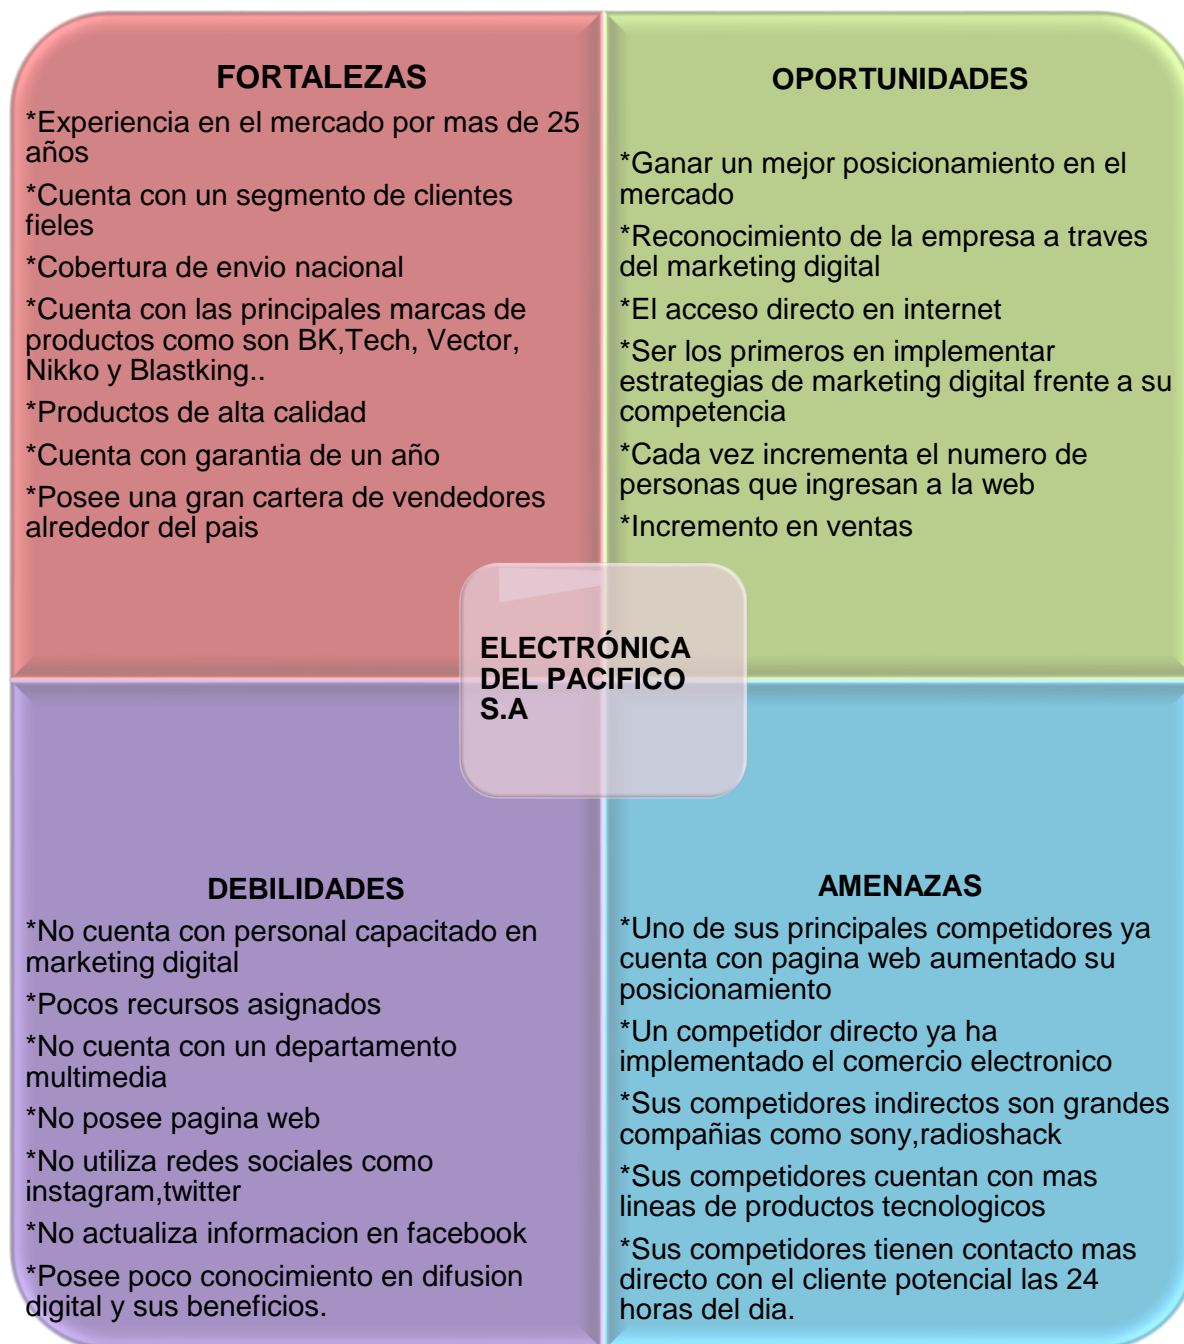 FORTALEZAS
*Experiencia en el mercado por mas de 25
años
*Cuenta con un segmento de clientes
fieles
*Cobertura de envio nacional
*Cuenta con las principales marcas de
productos como son BK,Tech, Vector,
Nikko y Blastking..
*Productos de alta calidad
*Cuenta con garantia de un año
*Posee una gran cartera de vendedores
alrededor del pais
OPORTUNIDADES
*Ganar un mejor posicionamiento en el
mercado
*Reconocimiento de la empresa a traves
del marketing digital
*El acceso directo en internet
*Ser los primeros en implementar
estrategias de marketing digital frente a su
competencia
*Cada vez incrementa el numero de
personas que ingresan a la web
*Incremento en ventas
ELECTRÓNICA
DEL PACIFICO
S.A
DEBILIDADES
*No cuenta con personal capacitado en
marketing digital
*Pocos recursos asignados
*No cuenta con un departamento
multimedia
*No posee pagina web
*No utiliza redes sociales como
instagram,twitter
*No actualiza informacion en facebook
*Posee poco conocimiento en difusion
digital y sus beneficios.
AMENAZAS
*Uno de sus principales competidores ya
cuenta con pagina web aumentado su
posicionamiento
*Un competidor directo ya ha
implementado el comercio electronico
*Sus competidores indirectos son grandes
compañias como sony,radioshack
*Sus competidores cuentan con mas
lineas de productos tecnologicos
*Sus competidores tienen contacto mas
directo con el cliente potencial las 24
horas del dia.